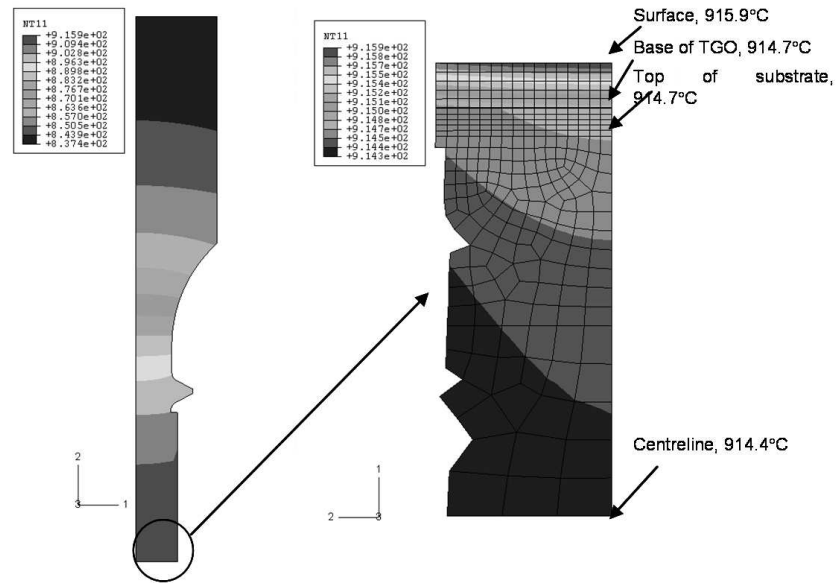 NT11
+9.159e+02
+9.094e+02
+9.028e+02
+8.963e+02
+8.898e+02
+8.832e+02
+8.767e+02
+8.701e+02
+8.636e+02
+8.570e+02
+8.505e+02
+8.439e+02
+8.374e+02
2
3
1
NT11
+9.159e+02
+9.158e+02
+9.157e+02
+9.155e+02
+9.154e+02
+9.152e+02
+9.151e+02
+9.150e+02
+9.148e+02
+9.147e+02
+9.145e+02
+9.144e+02
+9.143e+02
1
2
3
Surface, 915.9°C
Base of TGO, 914.7°C
Top of substrate,
914.7°C
Centreline, 914.4°C